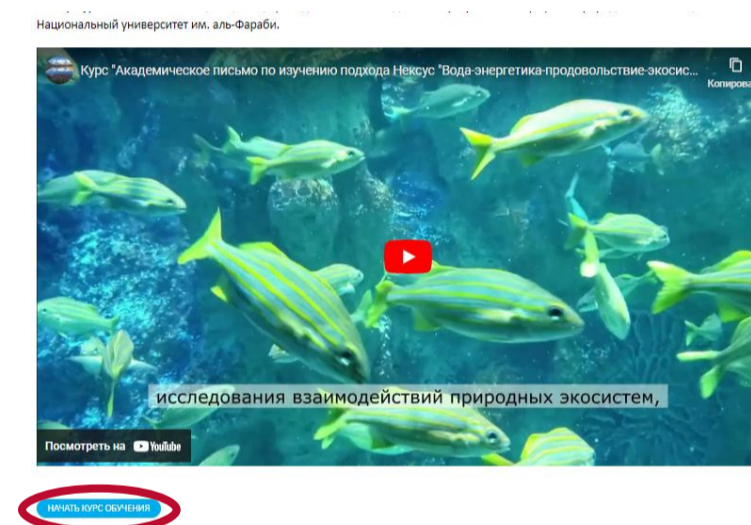 Национальный университет им. аль-Фараби.
Курс "Академическое письмо по изучению подхода Нексус "Вода-энергетика-продовольствие-экосис...
Копирова
исследования взаимодействий природных экосистем,
Посмотреть на YouTube
НАЧАТЬ КУРС ОБУЧЕНИЯ